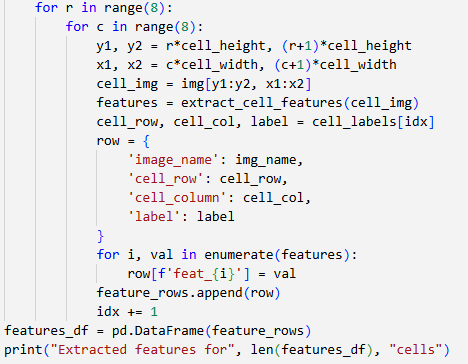 for r in range(8):
for c in range(8):
y1, y2 = r*cell_height, (r+1)*cell_height
x1, x2 = c*cell_width, (c+1)*cell_width
cell_img = img[y1:y2, x1:x2]
features = extract_cell_features(cell_img)
cell_row, cell_col, label = cell_labels[idx]
row = {
'image_name': img_name,
'cell_row': cell_row,
'cell_column': cell_col,
'label': label
}
for i, val in enumerate(features):
row[f'feat_{i}'] = val
feature_rows.append(row)
idx += 1
features_df = pd.DataFrame(feature_rows)
print("Extracted features for", len(features_df), "cells")